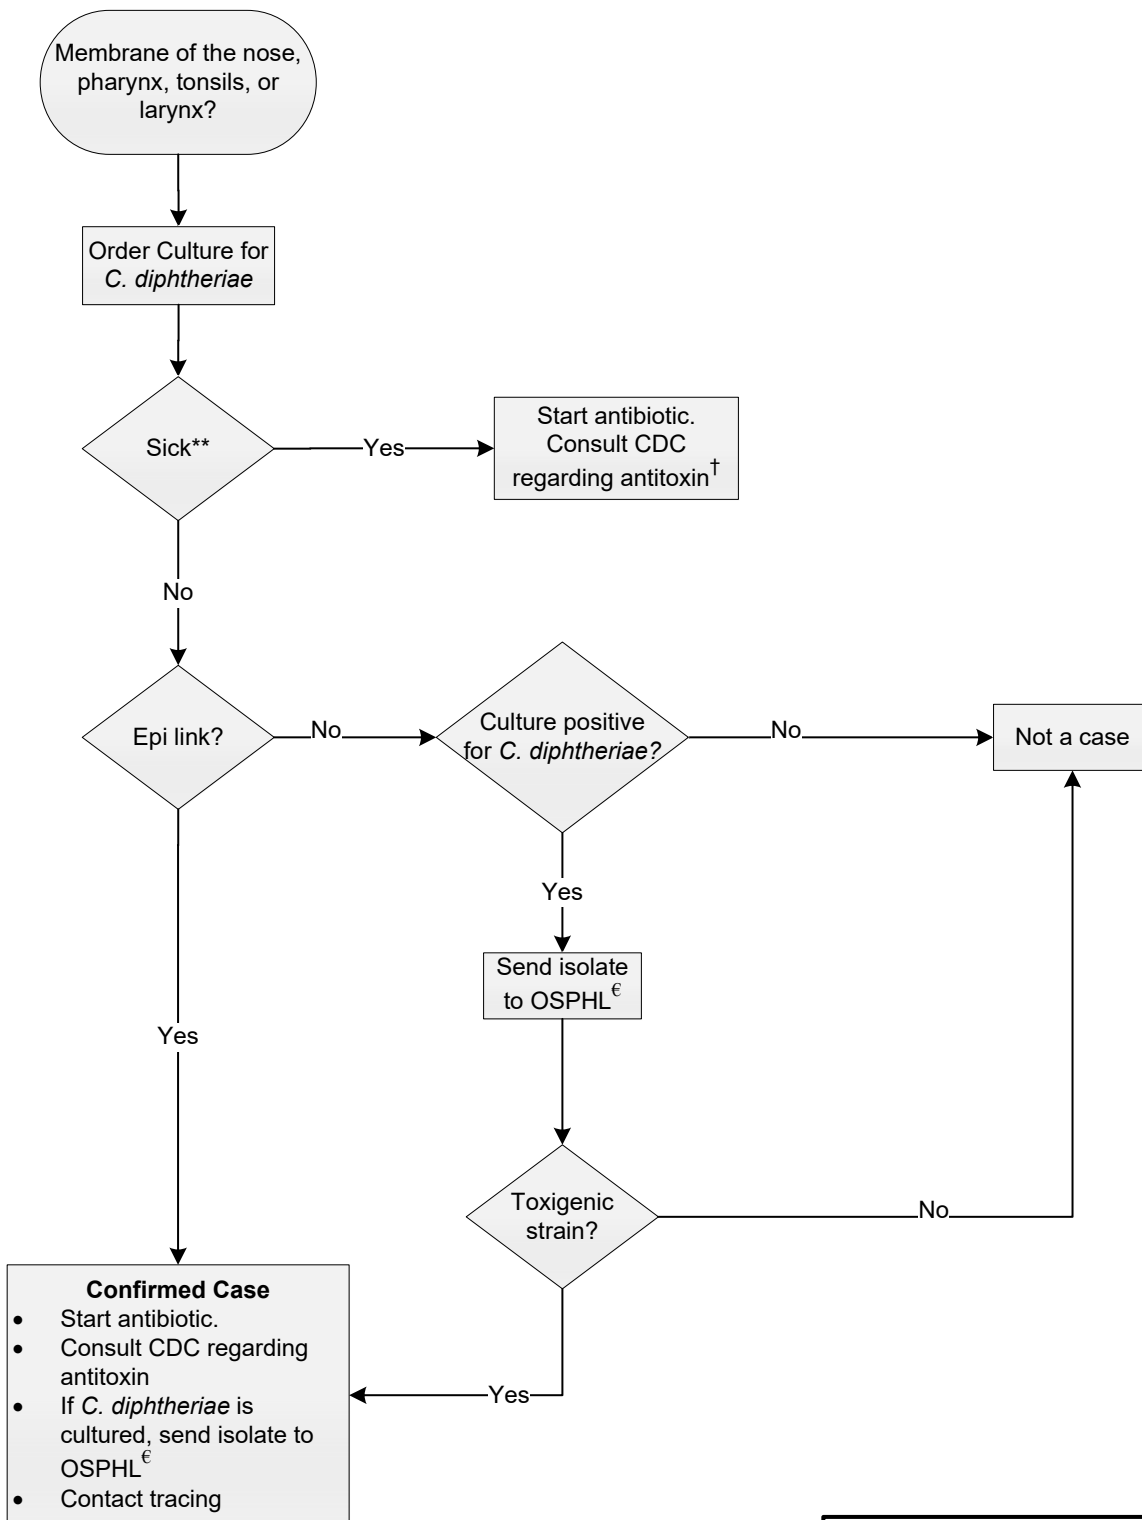 Membrane of the nose,
pharynx, tonsils, or
larynx?
Order Culture for
C. diphtheriae
Sick**
Yes
Start antibiotic.
Consult CDC
regarding antitoxin†
No
Epi link?
No
Culture positive
for C. diphtheriae?
No
Not a case
Yes
Send isolate
to OSPHL€
Yes
Toxigenic
strain?
No
Confirmed Case
• Start antibiotic.
• Consult CDC regarding
antitoxin
• If C. diphtheriae is
cultured, send isolate to
OSPHL€
• Contact tracing
Yes